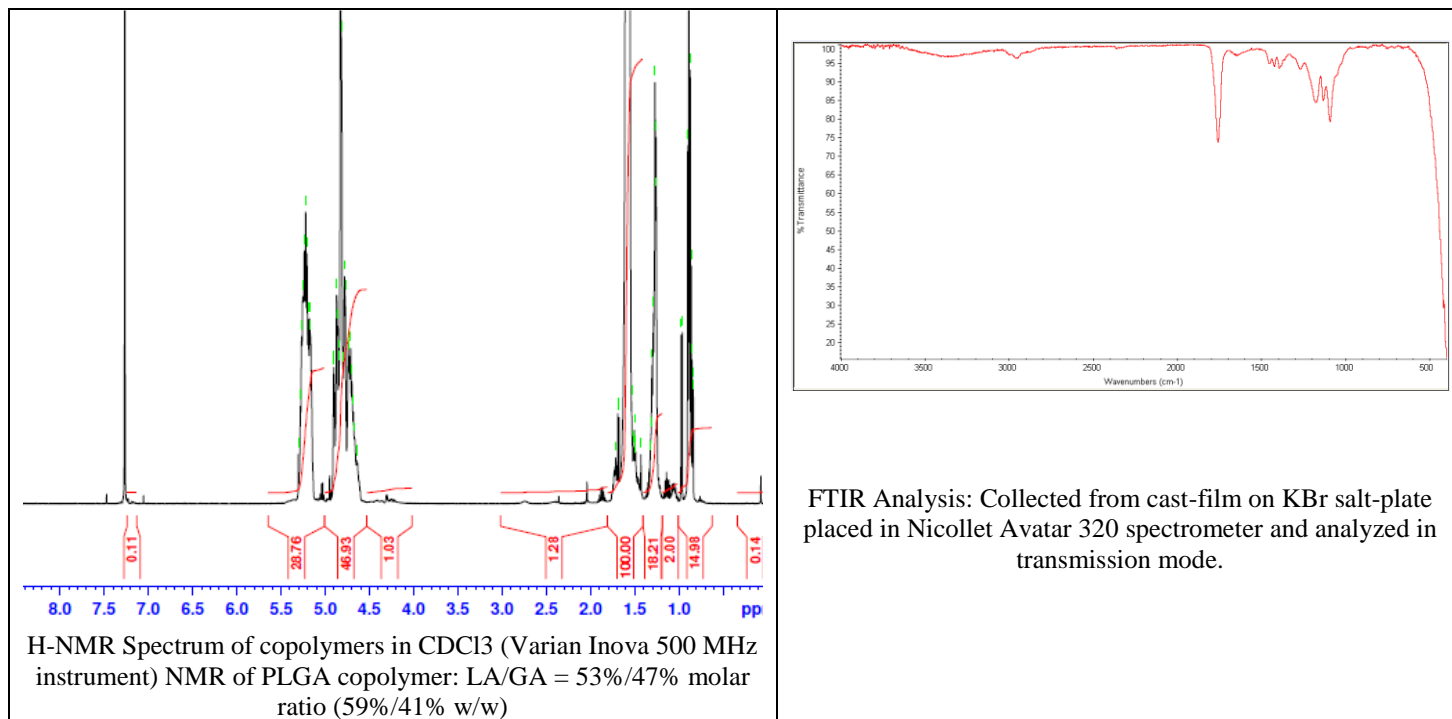 0.11
28.76
46.93
1.03
1.28
100.00
18.21
2.00
14.98
0.14
8.0 7.5 7.0 6.5 6.0 5.5 5.0 4.5 4.0 3.5 3.0 2.5 2.0 1.5 1.0 ppm
H-NMR Spectrum of copolymers in CDCl3 (Varian Inova 500 MHz
instrument) NMR of PLGA copolymer: LA/GA = 53%/47% molar
ratio (59%/41% w/w)
100
95
90
85
80
75
70
65
60
55
50
45
40
35
30
25
20
%Transmittance
4000 3500 3000 2500 2000 1500 1000 500
Wavenumbers (cm-1)
FTIR Analysis: Collected from cast-film on KBr salt-plate
placed in Nicollet Avatar 320 spectrometer and analyzed in
transmission mode.